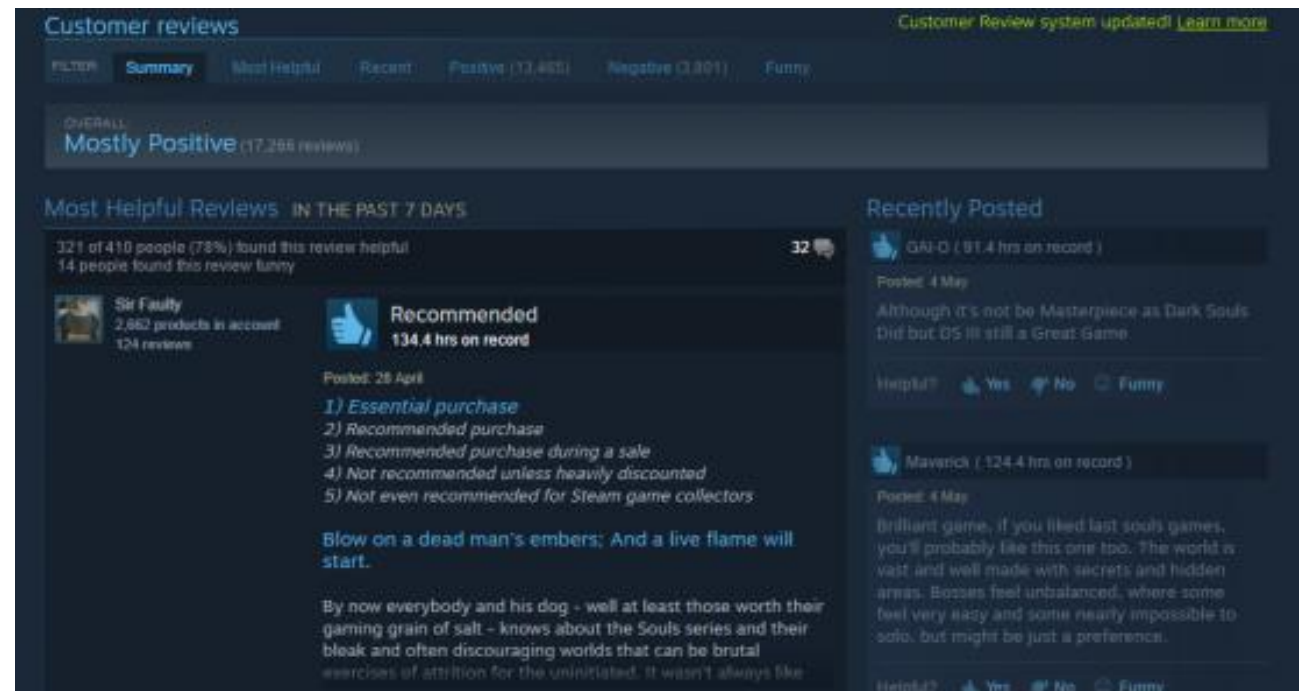 Customer reviews
Customer Review system updated! Learn more
FILTER Summary Most Helpful Recent Positive (13,465) Negative (3,801) Funny
OVERALL:
Mostly Positive (17,266 reviews)
Most Helpful Reviews IN THE PAST 7 DAYS
321 of 410 people (78%) found this review helpful
14 people found this review funny
32
Sir Faulty
2,662 products in account
124 reviews
Recommended
134.4 hrs on record
Posted: 28 April
1) Essential purchase
2) Recommended purchase
3) Recommended purchase during a sale
4) Not recommended unless heavily discounted
5) Not even recommended for Steam game collectors
Blow on a dead man's embers; And a live flame will
start.
By now everybody and his dog - well at least those worth their
gaming grain of salt - knows about the Souls series and their
bleak and often discouraging worlds that can be brutal
exercises of attrition for the uninitiated. It wasn't always like
Recently Posted
GAI-O ( 91.4 hrs on record )
Posted: 4 May
Although it's not be Masterpiece as Dark Souls
Did but DS III still a Great Game
Helpful? Yes No Funny
Maverick ( 124.4 hrs on record )
Posted: 4 May
Brilliant game, if you liked last souls games,
you'll probably like this one too. The world is
vast and well made with secrets and hidden
areas. Bosses feel unbalanced, where some
feel very easy and some nearly impossible to
solo, but might be just a preference.
Helpful? Yes No Funny